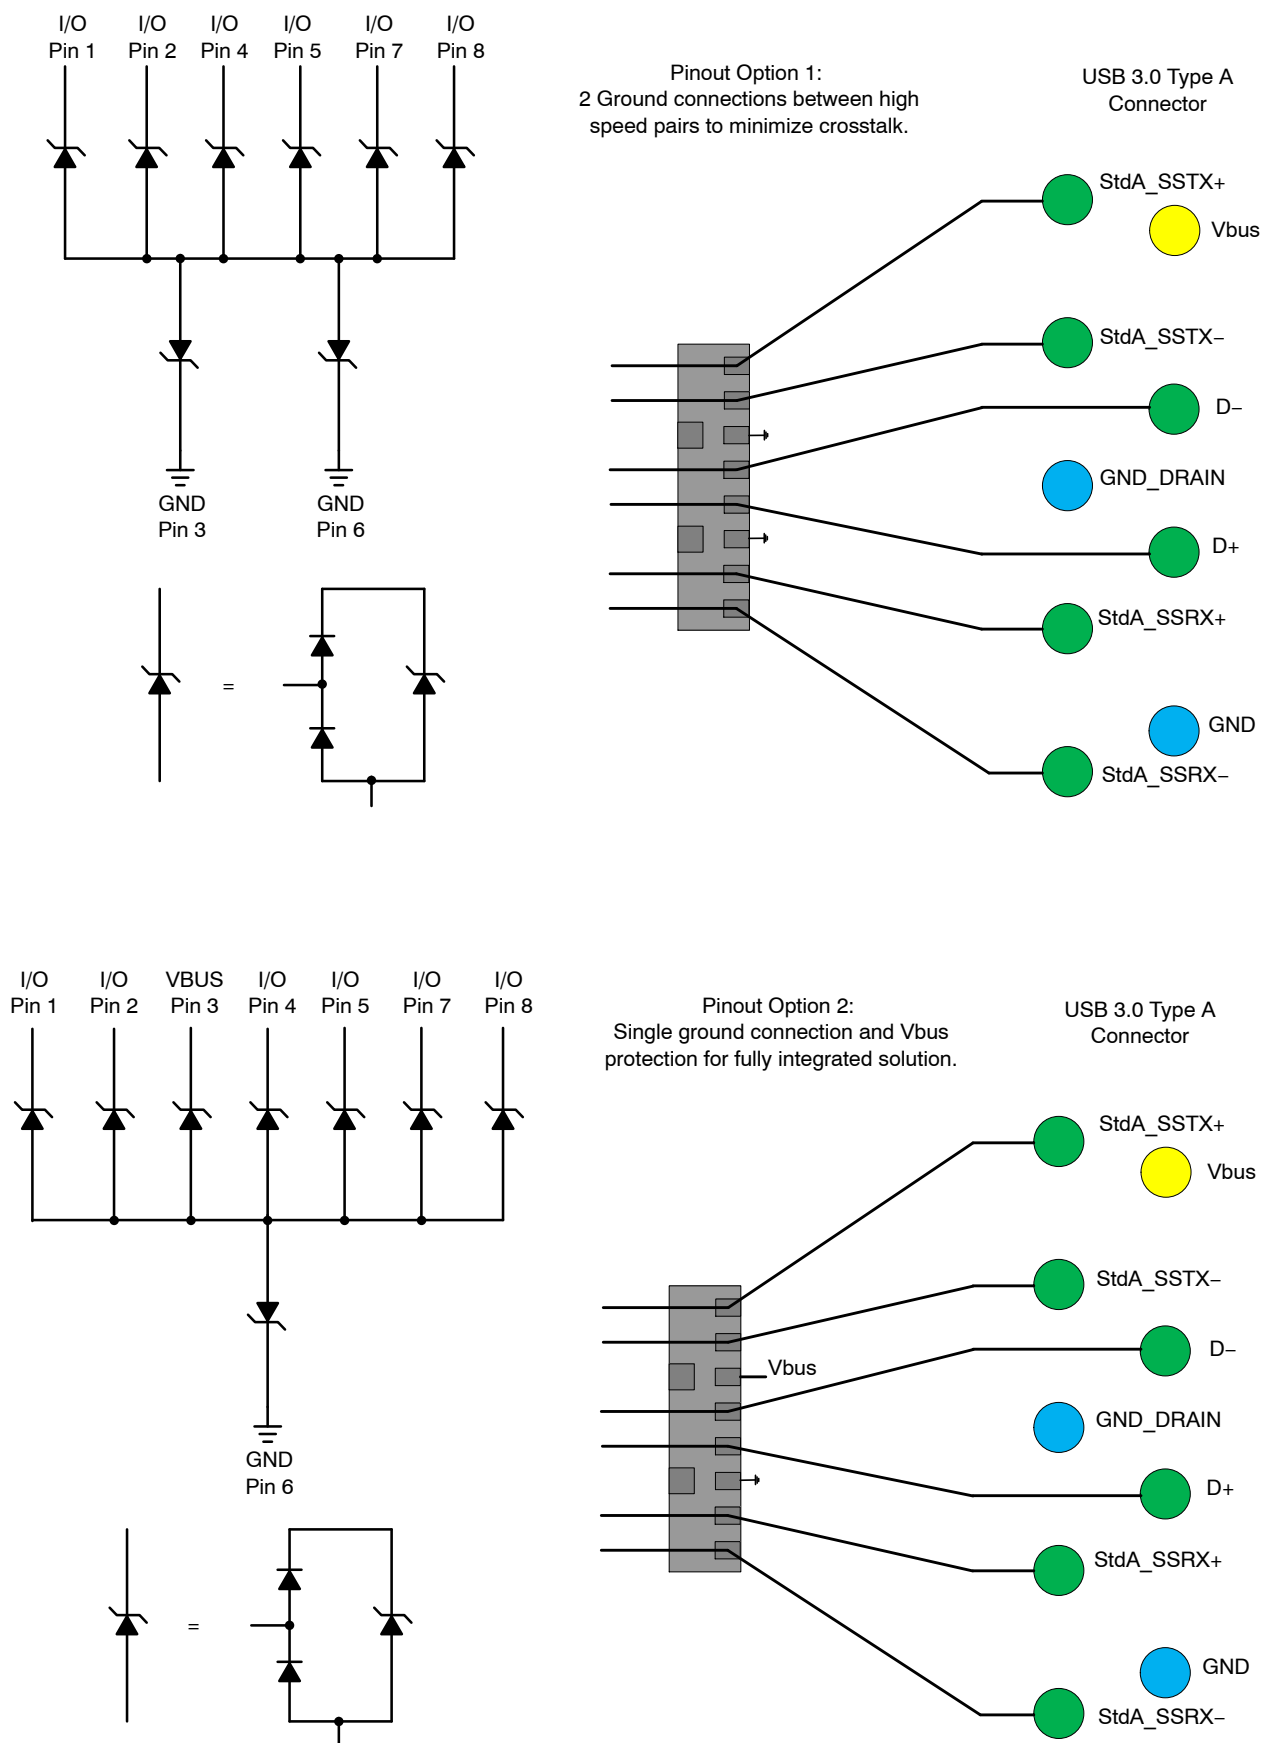 I/O I/O I/O I/O I/O I/O
Pin 1 Pin 2 Pin 4 Pin 5 Pin 7 Pin 8
Pinout Option 1:
2 Ground connections between high
speed pairs to minimize crosstalk.
USB 3.0 Type A
Connector
StdA_SSTX+
Vbus
StdA_SSTX−
D−
GND_DRAIN
D+
StdA_SSRX+
GND
StdA_SSRX−
GND GND
Pin 3 Pin 6
=
I/O I/O VBUS I/O I/O I/O I/O
Pin 1 Pin 2 Pin 3 Pin 4 Pin 5 Pin 7 Pin 8
Pinout Option 2:
Single ground connection and Vbus
protection for fully integrated solution.
USB 3.0 Type A
Connector
StdA_SSTX+
Vbus
StdA_SSTX−
D−
Vbus
GND_DRAIN
D+
StdA_SSRX+
GND
StdA_SSRX−
GND
Pin 6
=